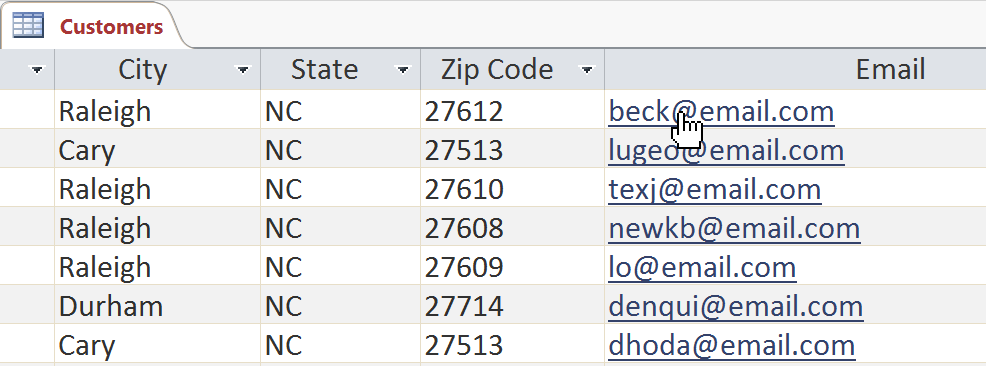 Customers
City State Zip Code Email
Raleigh NC 27612 beck@email.com
Cary NC 27513 lugeo@email.com
Raleigh NC 27610 texj@email.com
Raleigh NC 27608 newkb@email.com
Raleigh NC 27609 lo@email.com
Durham NC 27714 denqui@email.com
Cary NC 27513 dhoda@email.com